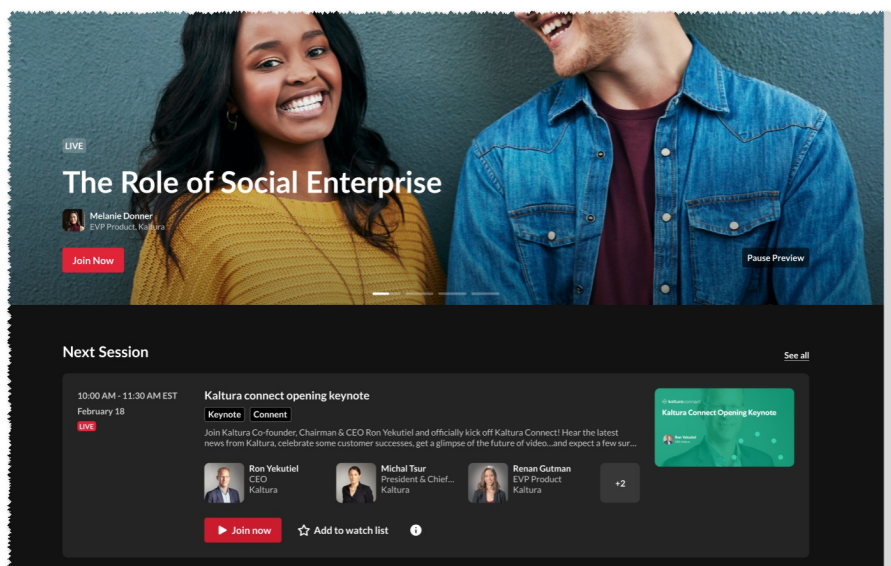 LIVE
The Role of Social Enterprise
Melanie Donner
EVP Product, Kaltura
Join Now
Pause Preview
Next Session
See all
10:00 AM - 11:30 AM EST
February 18
LIVE
Kaltura connect opening keynote
Keynote Connent
Join Kaltura Co-founder, Chairman & CEO Ron Yekutiel and officially kick off Kaltura Connect! Hear the latest
news from Kaltura, celebrate some customer successes, get a glimpse of the future of video...and expect a few sur...
Ron Yekutiel
CEO
Kaltura
Michal Tsur
President & Chief...
Kaltura
Renan Gutman
EVP Product
Kaltura
+2
Join now
Add to watch list
kaltura connect
Kaltura Connect Opening Keynote
Ron Yekutiel